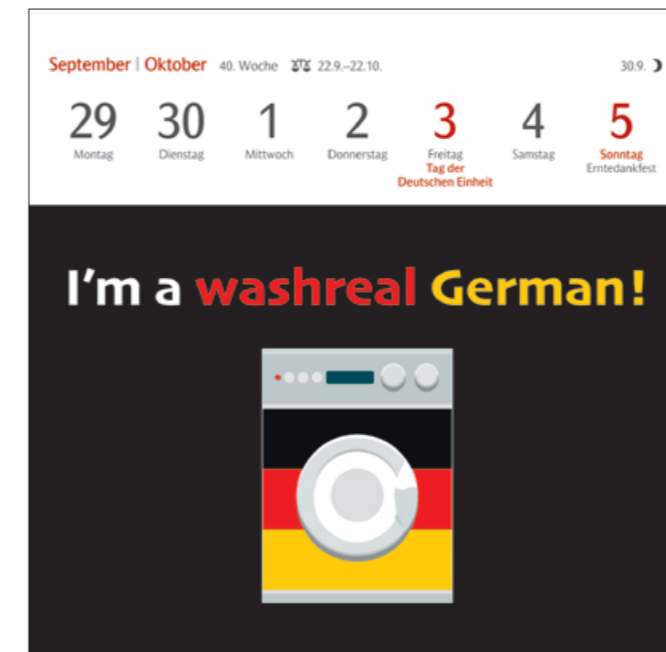 September | Oktober 40. Woche 22.9.–22.10. 30.9.
29 30 1 2 3 4 5
Montag Dienstag Mittwoch Donnerstag Freitag Samstag Sonntag
Tag der Erntedankfest
Deutschen Einheit
I'm a washreal German!